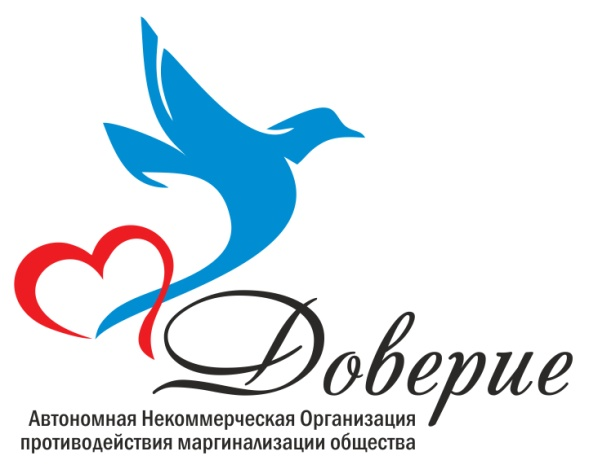 Доверие
Автономная Некоммерческая Организация
противодействия маргинализации общества